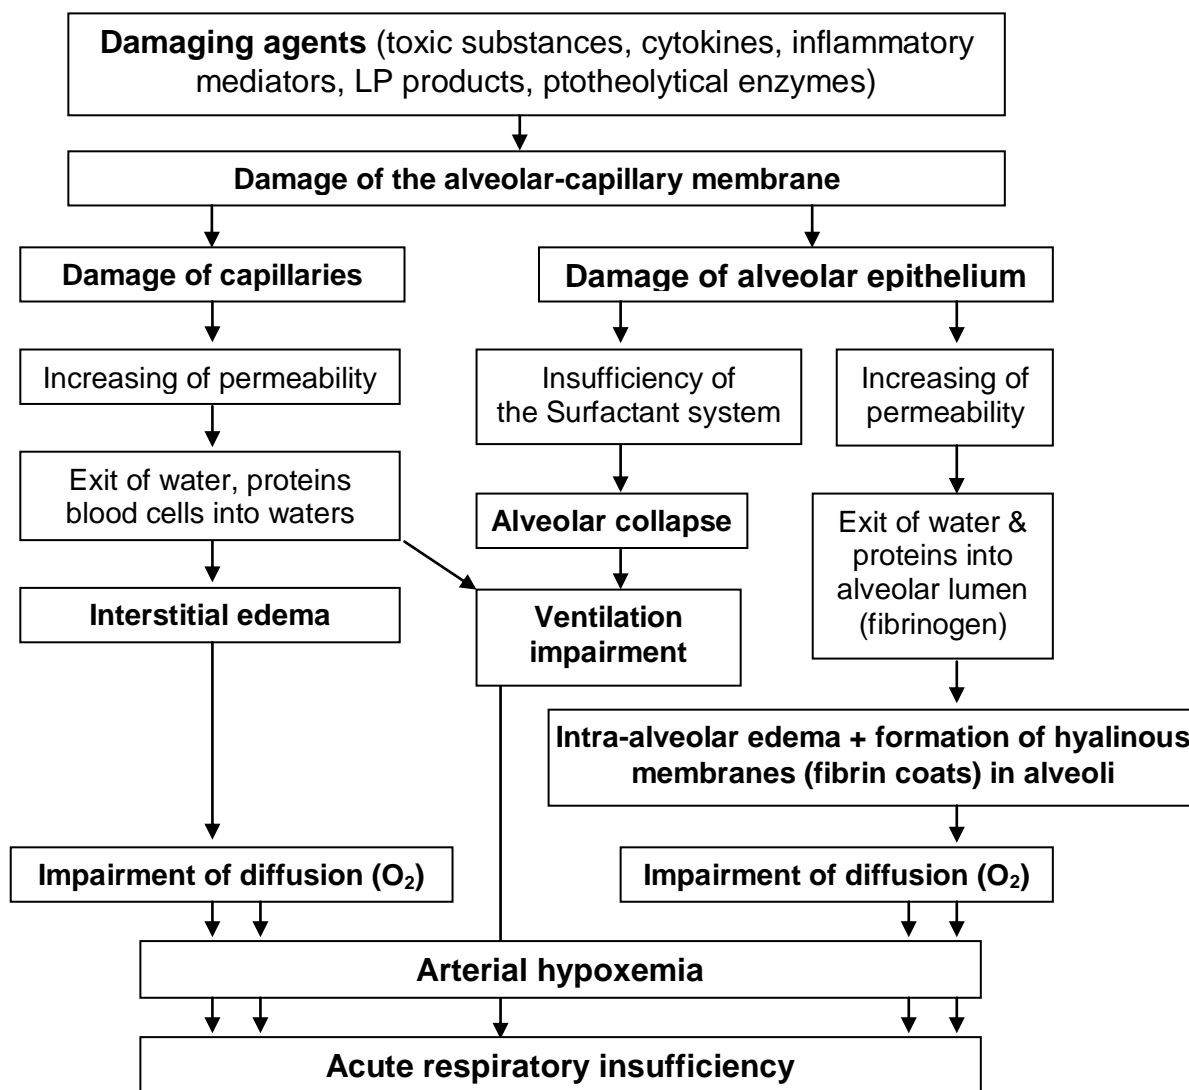 Damaging agents (toxic substances, cytokines, inflammatory
mediators, LP products, ptotheolytical enzymes)
Damage of the alveolar-capillary membrane
Damage of capillaries
Damage of alveolar epithelium
Increasing of permeability
Insufficiency of
the Surfactant system
Increasing of
permeability
Exit of water, proteins
blood cells into waters
Alveolar collapse
Exit of water &
proteins into
alveolar lumen
(fibrinogen)
Interstitial edema
Ventilation
impairment
Intra-alveolar edema + formation of hyalinous
membranes (fibrin coats) in alveoli
Impairment of diffusion (O₂)
Impairment of diffusion (O₂)
Arterial hypoxemia
Acute respiratory insufficiency